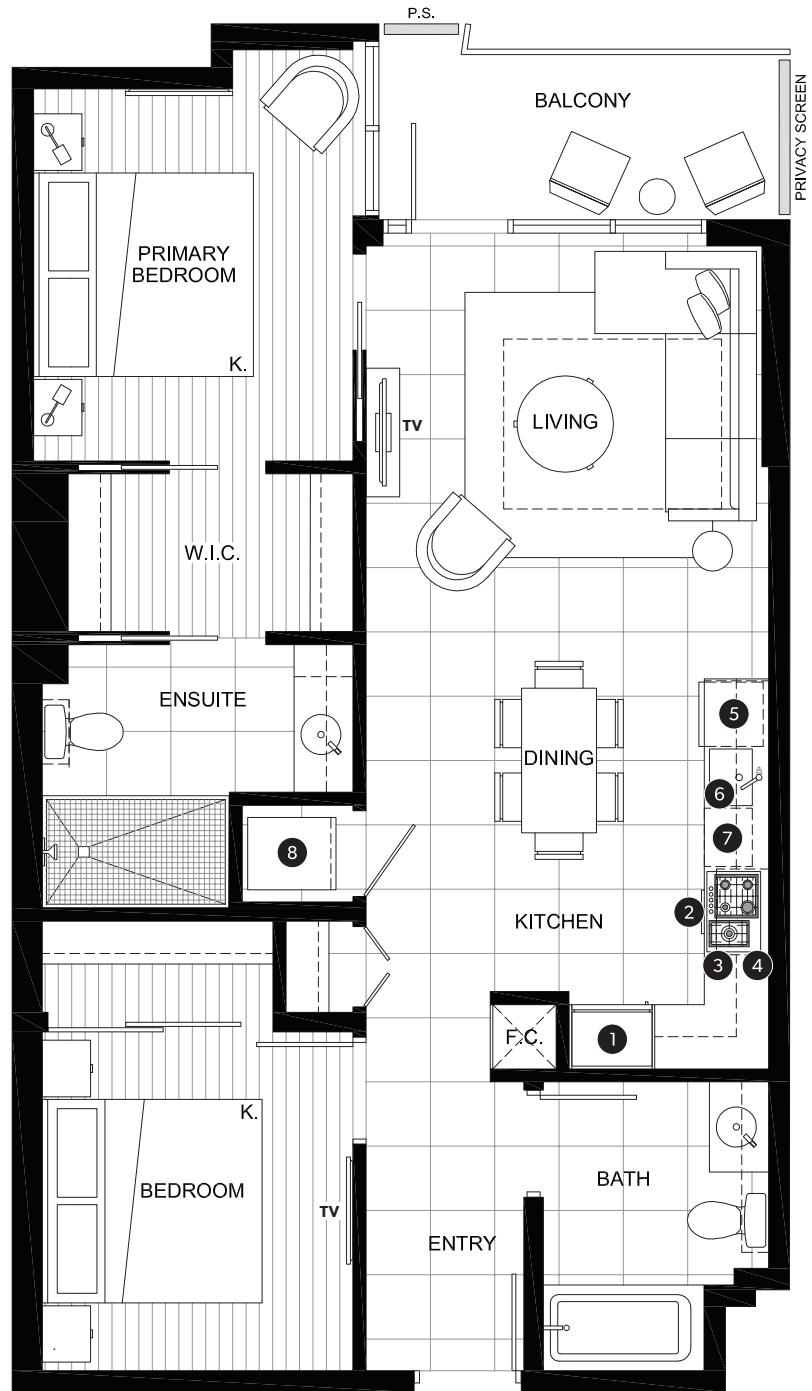 P.S.
BALCONY
PRIVACY SCREEN
PRIMARY
BEDROOM
K.
TV
LIVING
W.I.C.
ENSUITE
5
DINING
6
7
8
2
KITCHEN
3
4
F.C.
1
K.
BEDROOM
TV
BATH
ENTRY